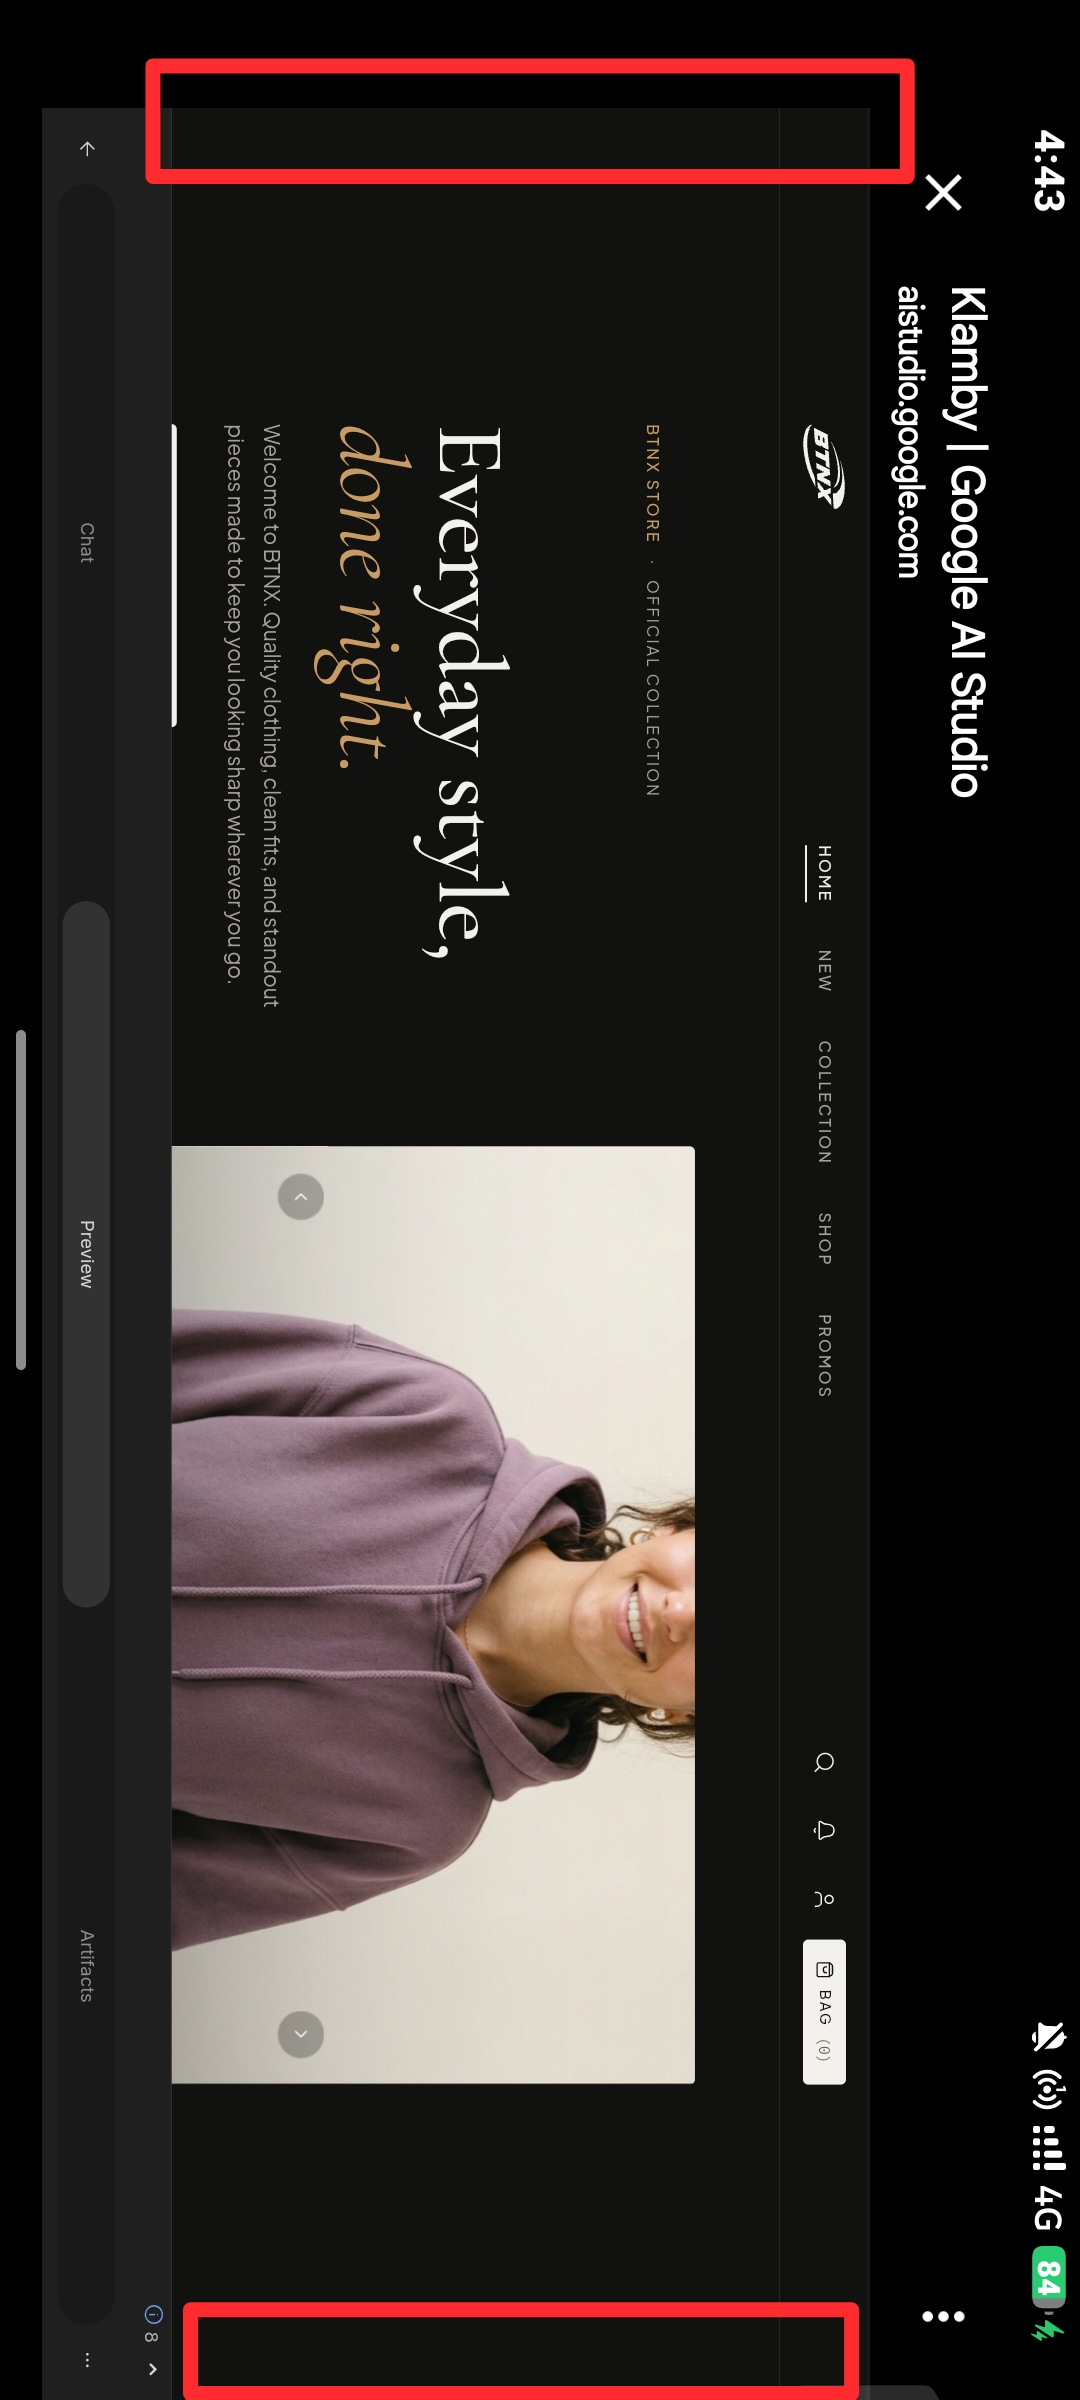 4:43
4G 84
Klamby | Google AI Studio
aistudio.google.com
BTNX
HOME NEW COLLECTION SHOP PROMOS
BAG (0)
BTNX STORE · OFFICIAL COLLECTION
Everyday style,
done right.
Welcome to BTNX. Quality clothing, clean fits, and standout
pieces made to keep you looking sharp wherever you go.
8
Chat Preview Artifacts